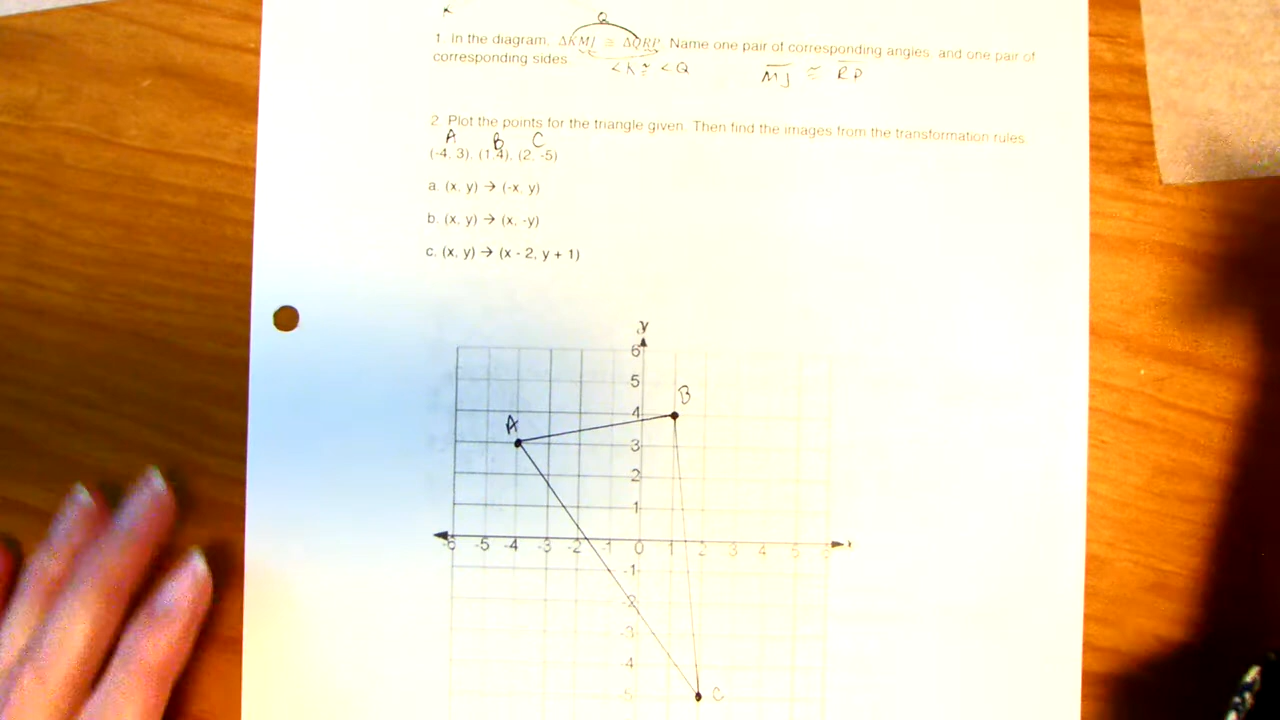 Q
1. In the diagram, ΔKMJ ≅ ΔQRP. Name one pair of corresponding angles, and one pair of
corresponding sides.
<K ≅ <Q MJ ≅ RP
2. Plot the points for the triangle given. Then find the images from the transformation rules.
A B C
(-4, 3), (1,4), (2, -5)
a. (x, y) → (-x, y)
b. (x, y) → (x, -y)
c. (x, y) → (x - 2, y + 1)
y
6
5
B
4
A
3
2
1
-6 -5 -4 -3 -2 -1 0 1 2 3 4 5 x
-1
-2
-3
-4
-5 C